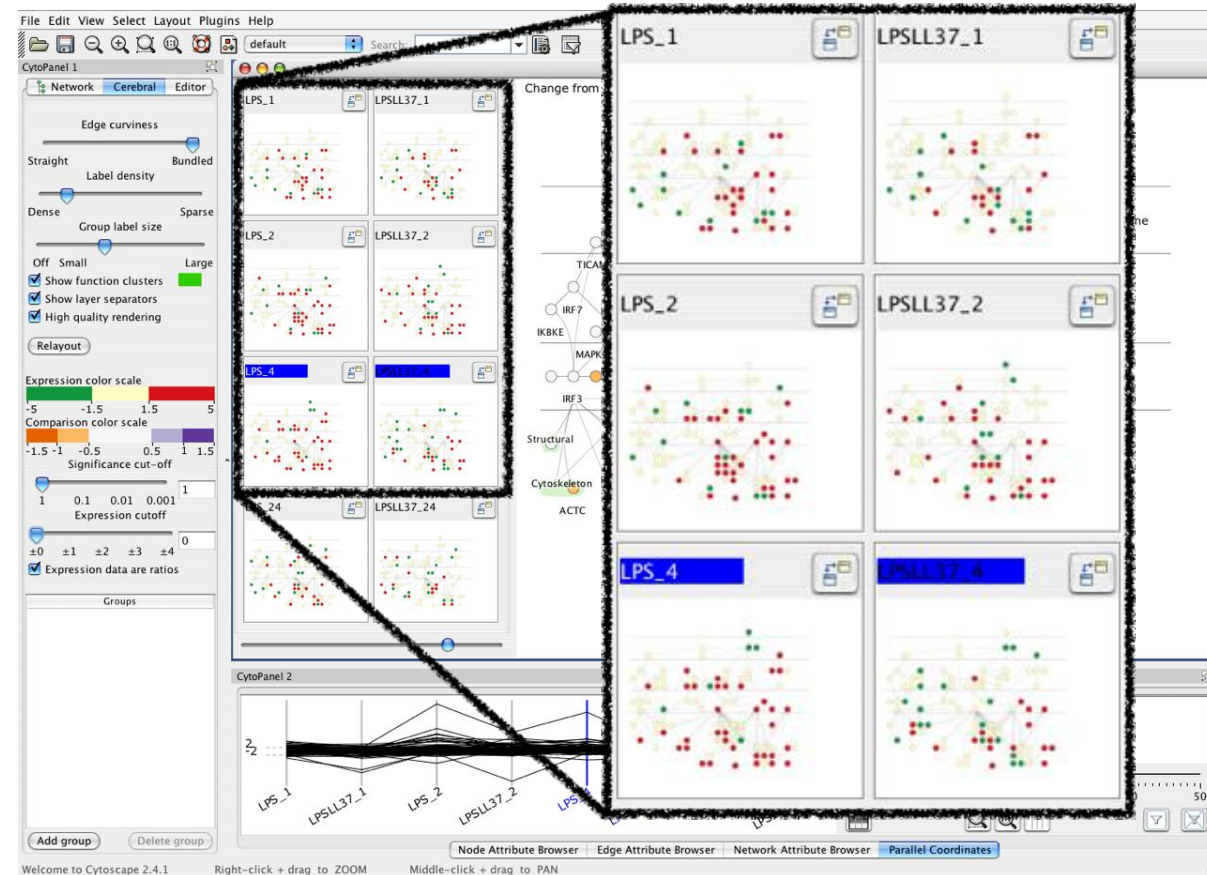 File Edit View Select Layout Plugins Help
default
Search:
CytoPanel 1
Network Cerebral Editor
Edge curviness
Straight Bundled
Label density
Dense Sparse
Group label size
Off Small Large
Show function clusters
Show layer separators
High quality rendering
Relayout
Expression color scale
-5 -1.5 1.5 5
Comparison color scale
-1.5 -1 -0.5 0.5 1 1.5
Significance cut-off
1
1 0.1 0.01 0.001
Expression cutoff
0
±0 ±1 ±2 ±3 ±4
Expression data are ratios
Groups
Add group Delete group
LPS_1 LPSLL37_1
LPS_2 LPSLL37_2
LPS_4 LPSLL37_4
LPSLL37_24
Change from
TICAM
IRF7
IKBKE
MAPK
IRF3
Structural
Cytoskeleton
ACTC
LPS_1 LPSLL37_1
LPS_2 LPSLL37_2
LPS_4 LPSLL37_4
CytoPanel 2
2
-2
LPS_1 LPSLL37_1 LPS_2 LPSLL37_2
50
Node Attribute Browser Edge Attribute Browser Network Attribute Browser Parallel Coordinates
Welcome to Cytoscape 2.4.1 Right-click + drag to ZOOM Middle-click + drag to PAN